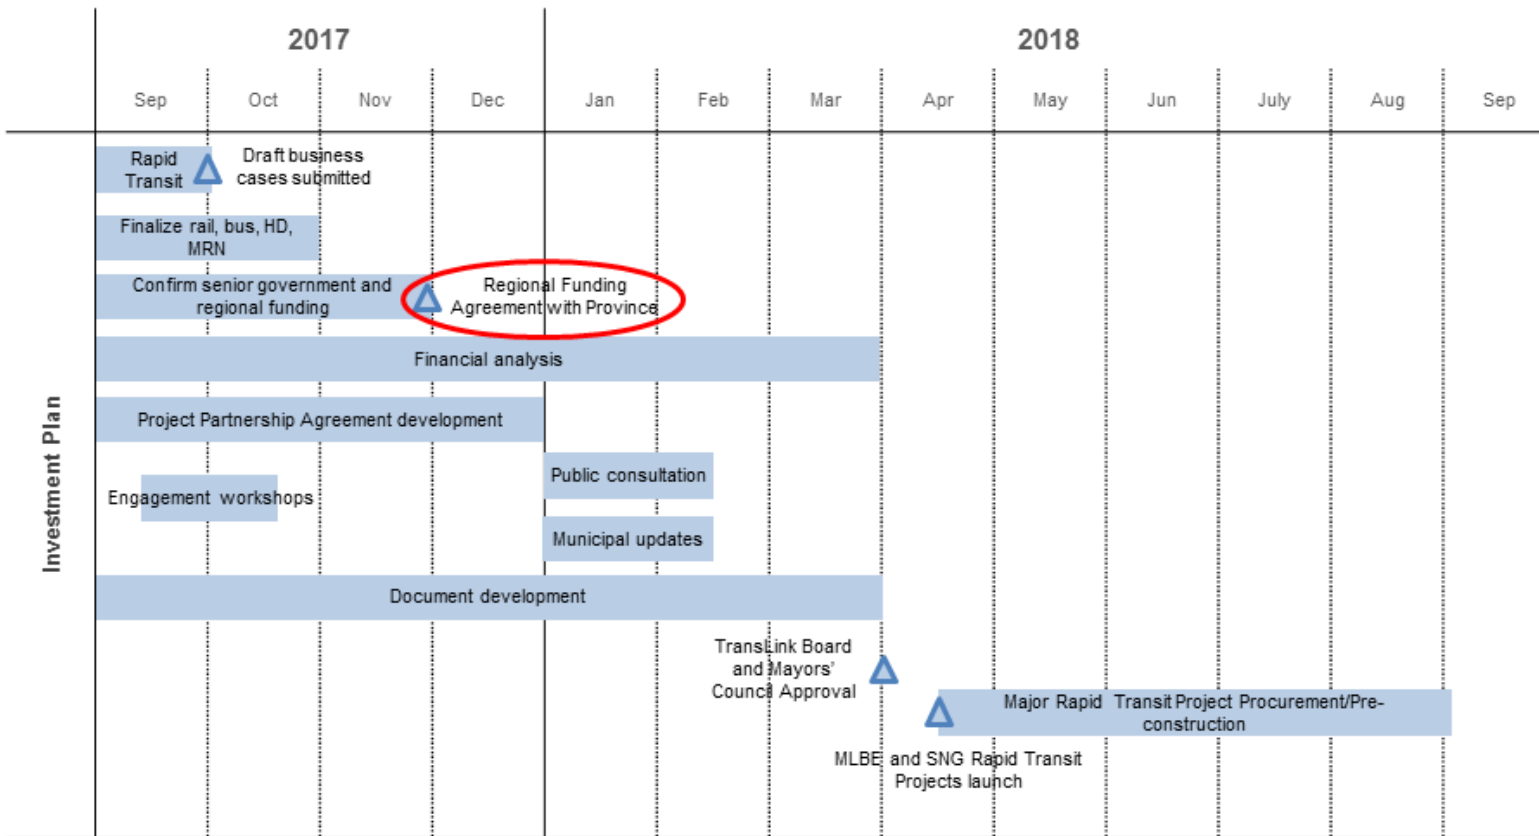 2017
2018
Sep Oct Nov Dec Jan Feb Mar Apr May Jun July Aug Sep
Investment Plan
Rapid
Transit
Draft business
cases submitted
Finalize rail, bus, HD,
MRN
Confirm senior government and
regional funding
Regional Funding
Agreement with Province
Financial analysis
Project Partnership Agreement development
Public consultation
Engagement workshops
Municipal updates
Document development
TransLink Board
and Mayors'
Council Approval
Major Rapid Transit Project Procurement/Pre-
construction
MLBE and SNG Rapid Transit
Projects launch